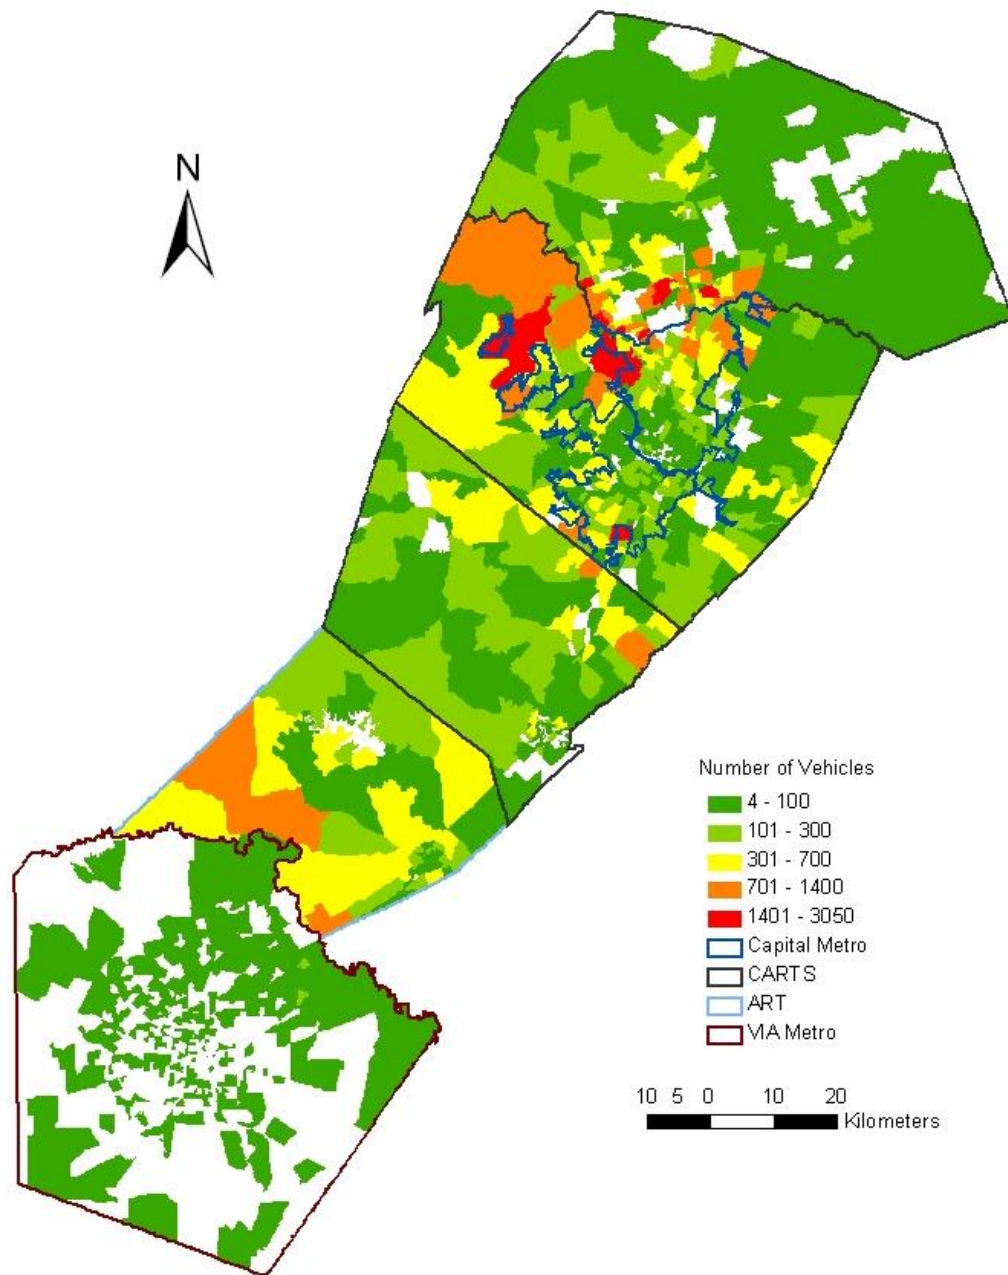 N
Number of Vehicles
4 - 100
101 - 300
301 - 700
701 - 1400
1401 - 3050
Capital Metro
CARTS
ART
VIA Metro
10 5 0 10 20
Kilometers